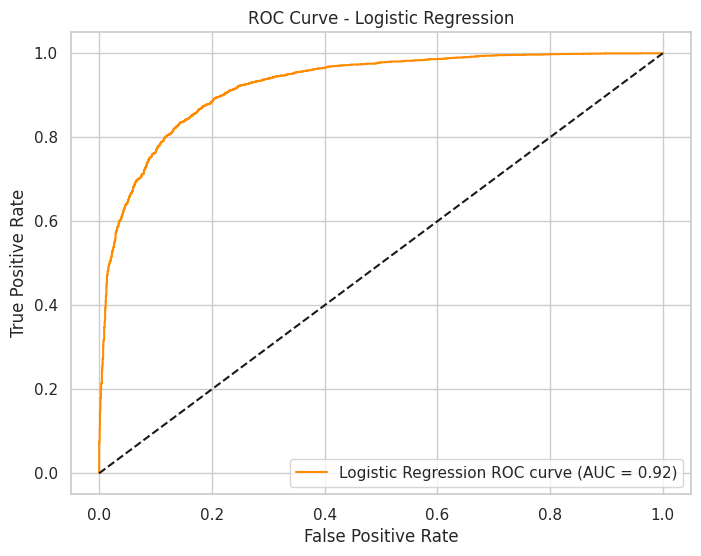 ROC Curve - Logistic Regression
True Positive Rate
1.0
0.8
0.6
0.4
0.2
0.0
Logistic Regression ROC curve (AUC = 0.92)
0.0 0.2 0.4 0.6 0.8 1.0
False Positive Rate